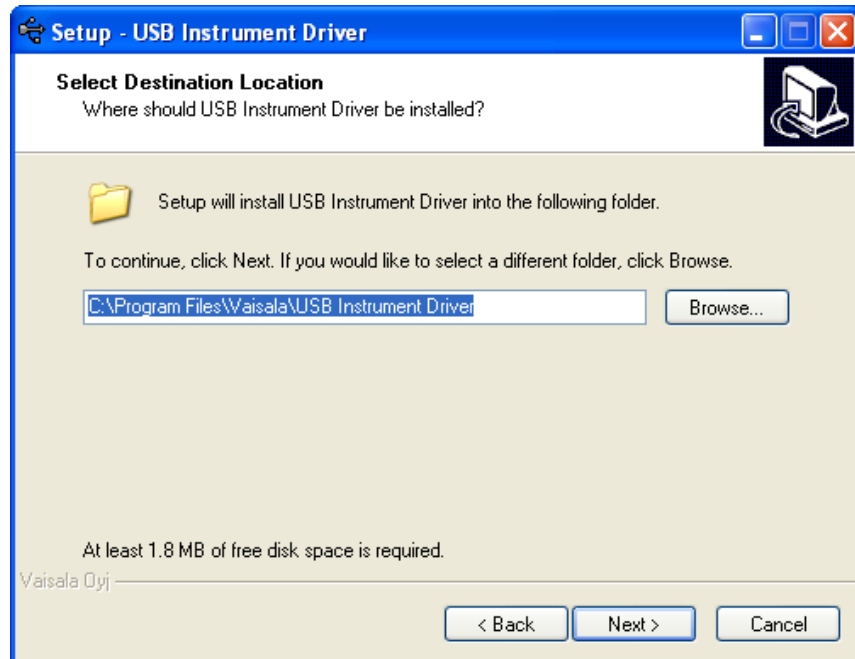 Setup - USB Instrument Driver
Select Destination Location
Where should USB Instrument Driver be installed?
Setup will install USB Instrument Driver into the following folder.
To continue, click Next. If you would like to select a different folder, click Browse.
C:\Program Files\Vaisala\USB Instrument Driver
Browse...
At least 1.8 MB of free disk space is required.
Vaisala Oyj
< Back
Next >
Cancel